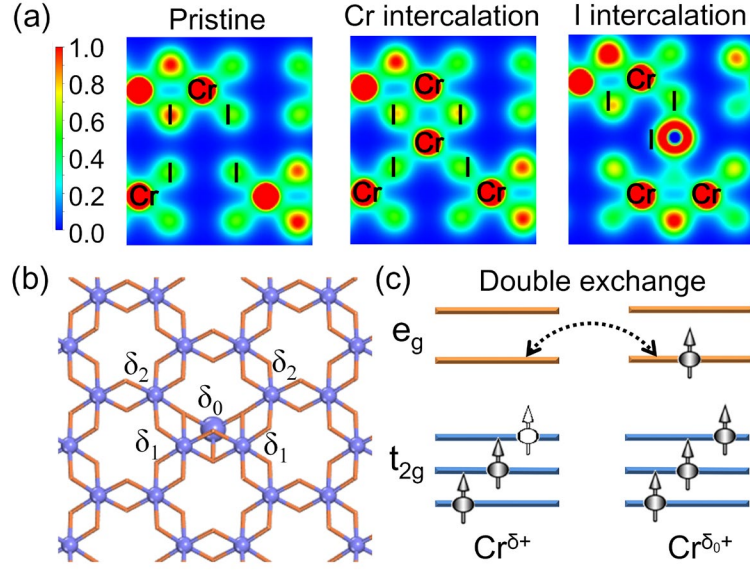 (a) Pristine Cr intercalation I intercalation
1.0
0.8
0.6
0.4
0.2
0.0
Cr
I I
I I
Cr
Cr
I I
Cr
I I
Cr Cr
Cr
I I
I
Cr Cr
(b)
δ2 δ2
δ0
δ1 δ1
(c) Double exchange
eg
t2g
Crδ+ Crδ0+